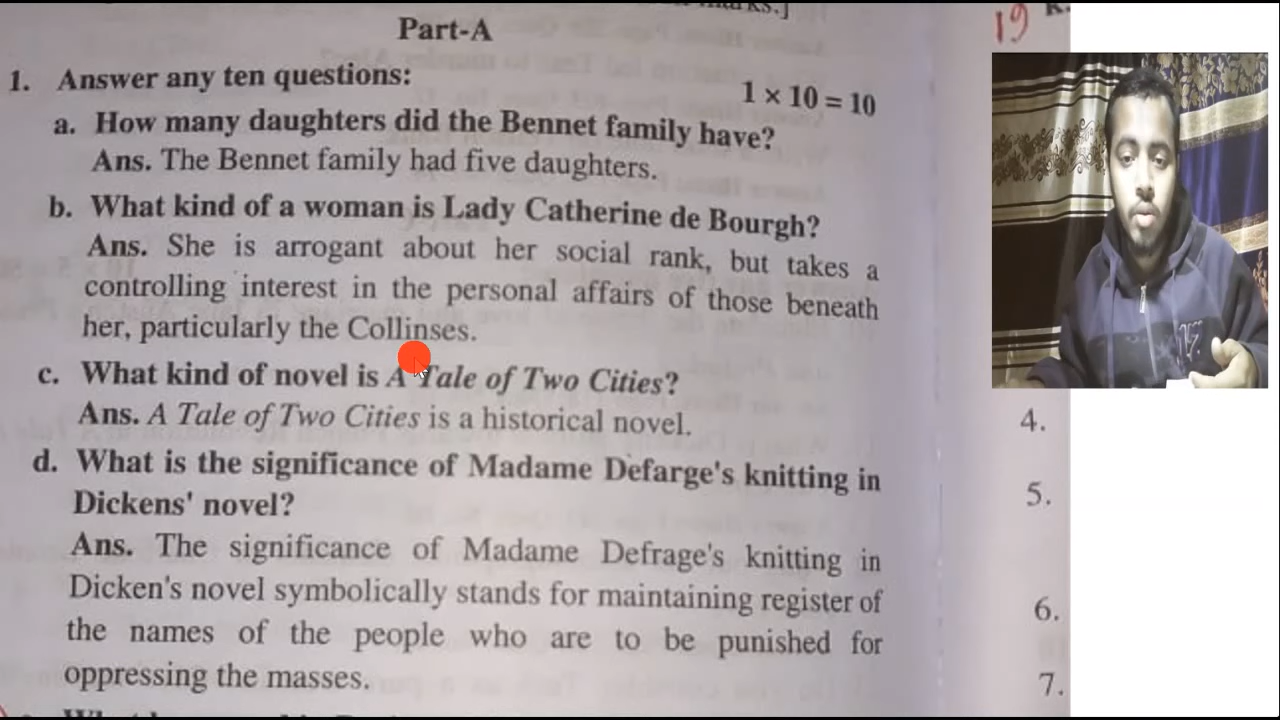 Part-A
19
1. Answer any ten questions: 1 × 10 = 10
a. How many daughters did the Bennet family have?
Ans. The Bennet family had five daughters.
b. What kind of a woman is Lady Catherine de Bourgh?
Ans. She is arrogant about her social rank, but takes a
controlling interest in the personal affairs of those beneath
her, particularly the Collinses.
c. What kind of novel is A Tale of Two Cities?
Ans. A Tale of Two Cities is a historical novel.
d. What is the significance of Madame Defarge's knitting in
Dickens' novel?
Ans. The significance of Madame Defrage's knitting in
Dicken's novel symbolically stands for maintaining register of
the names of the people who are to be punished for
oppressing the masses.
4.
5.
6.
7.